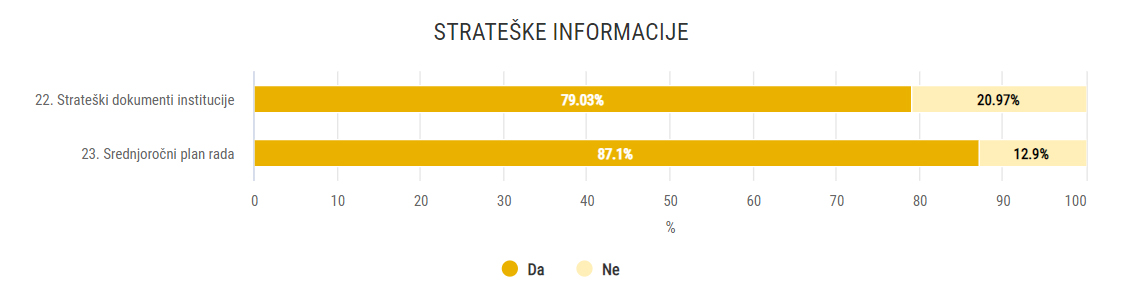 STRATEŠKE INFORMACIJE
22. Strateški dokumenti institucije
79.03%
20.97%
23. Srednjoročni plan rada
87.1%
12.9%
0 10 20 30 40 50 60 70 80 90 100
%
Da Ne